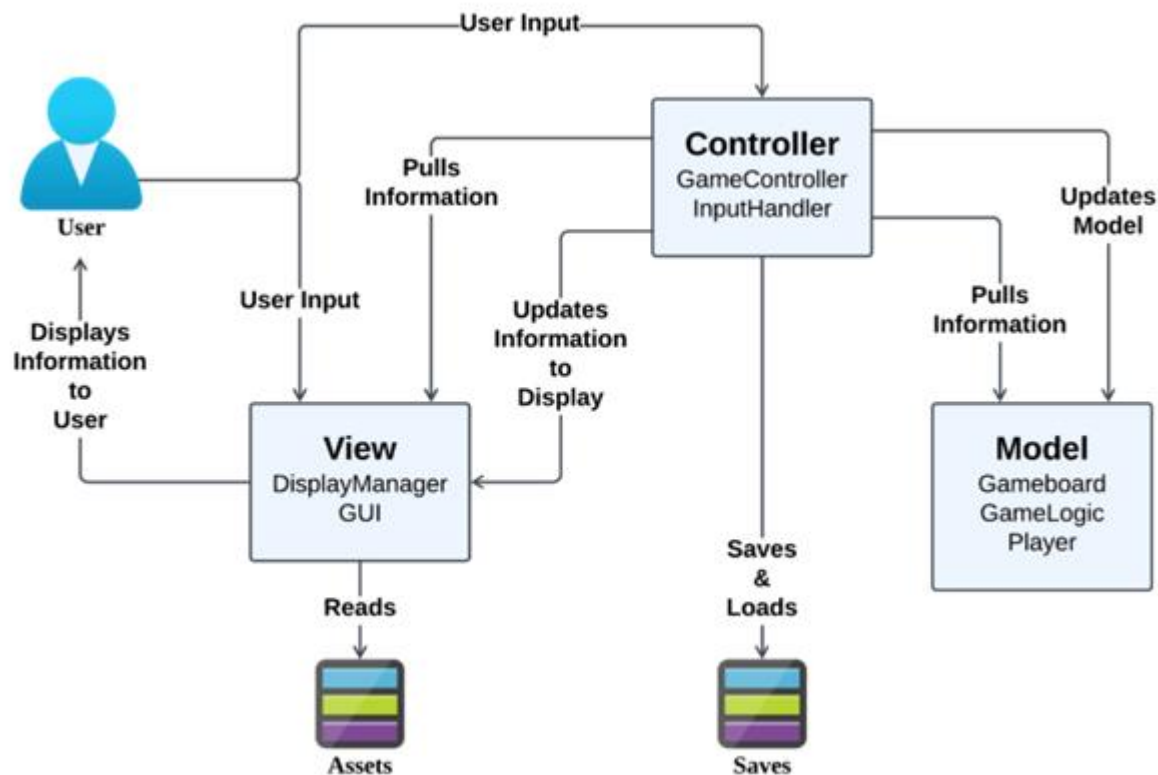 User Input
Controller
GameController
InputHandler
Pulls
Information
Updates
Model
User
User Input
Updates
Information
to
Display
Pulls
Information
Displays
Information
to
User
View
DisplayManager
GUI
Model
Gameboard
GameLogic
Player
Saves
&
Loads
Reads
Assets
Saves